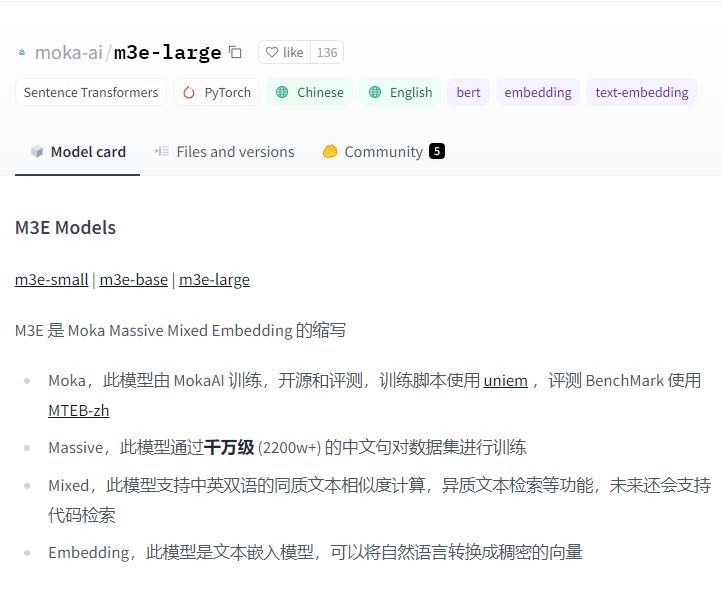 moka-ai/m3e-large like 136
Sentence Transformers PyTorch Chinese English bert embedding text-embedding
Model card Files and versions Community 5
M3E Models
m3e-small | m3e-base | m3e-large
M3E 是 Moka Massive Mixed Embedding 的缩写
Moka，此模型由 MokaAI 训练，开源和评测，训练脚本使用 uniem ，评测 BenchMark 使用
MTEB-zh
Massive，此模型通过千万级 (2200w+) 的中文句对数据集进行训练
Mixed，此模型支持中英双语的同质文本相似度计算，异质文本检索等功能，未来还会支持
代码检索
Embedding，此模型是文本嵌入模型，可以将自然语言转换成稠密的向量